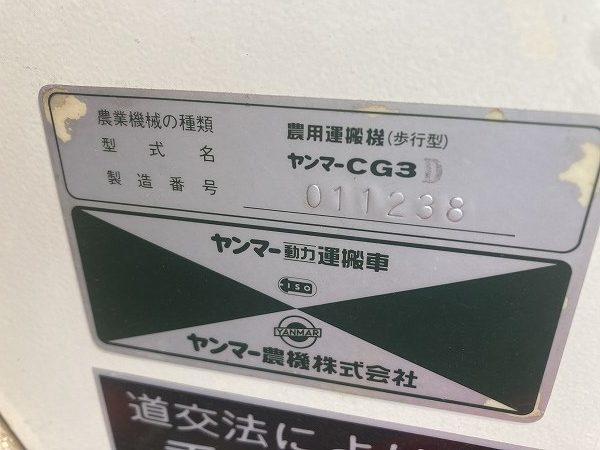 農業機械の種類 農用運搬機(歩行型)
型式名 ヤンマーCG3D
製造番号 011238
ヤンマー動力運搬車
ISO
YANMAR
ヤンマー農機株式会社
道交法によ